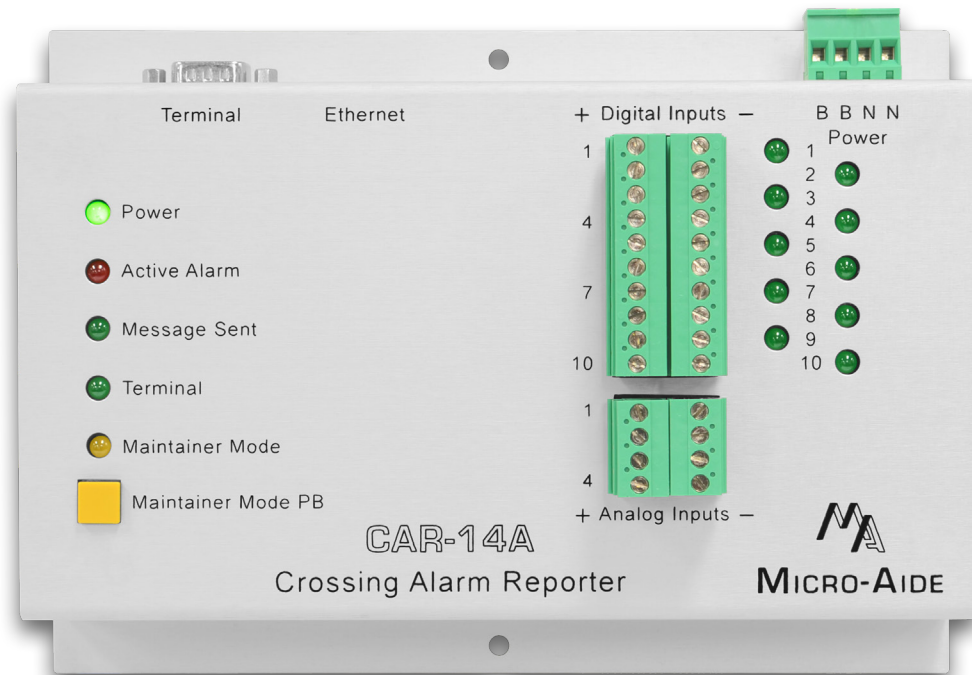 Terminal
Ethernet
+ Digital Inputs −
B B N N
Power
1
4
7
10
1
2
3
4
5
6
7
8
9
10
Power
Active Alarm
Message Sent
Terminal
Maintainer Mode
Maintainer Mode PB
1
4
+ Analog Inputs −
CAR-14A
Crossing Alarm Reporter
MA
MICRO-AIDE